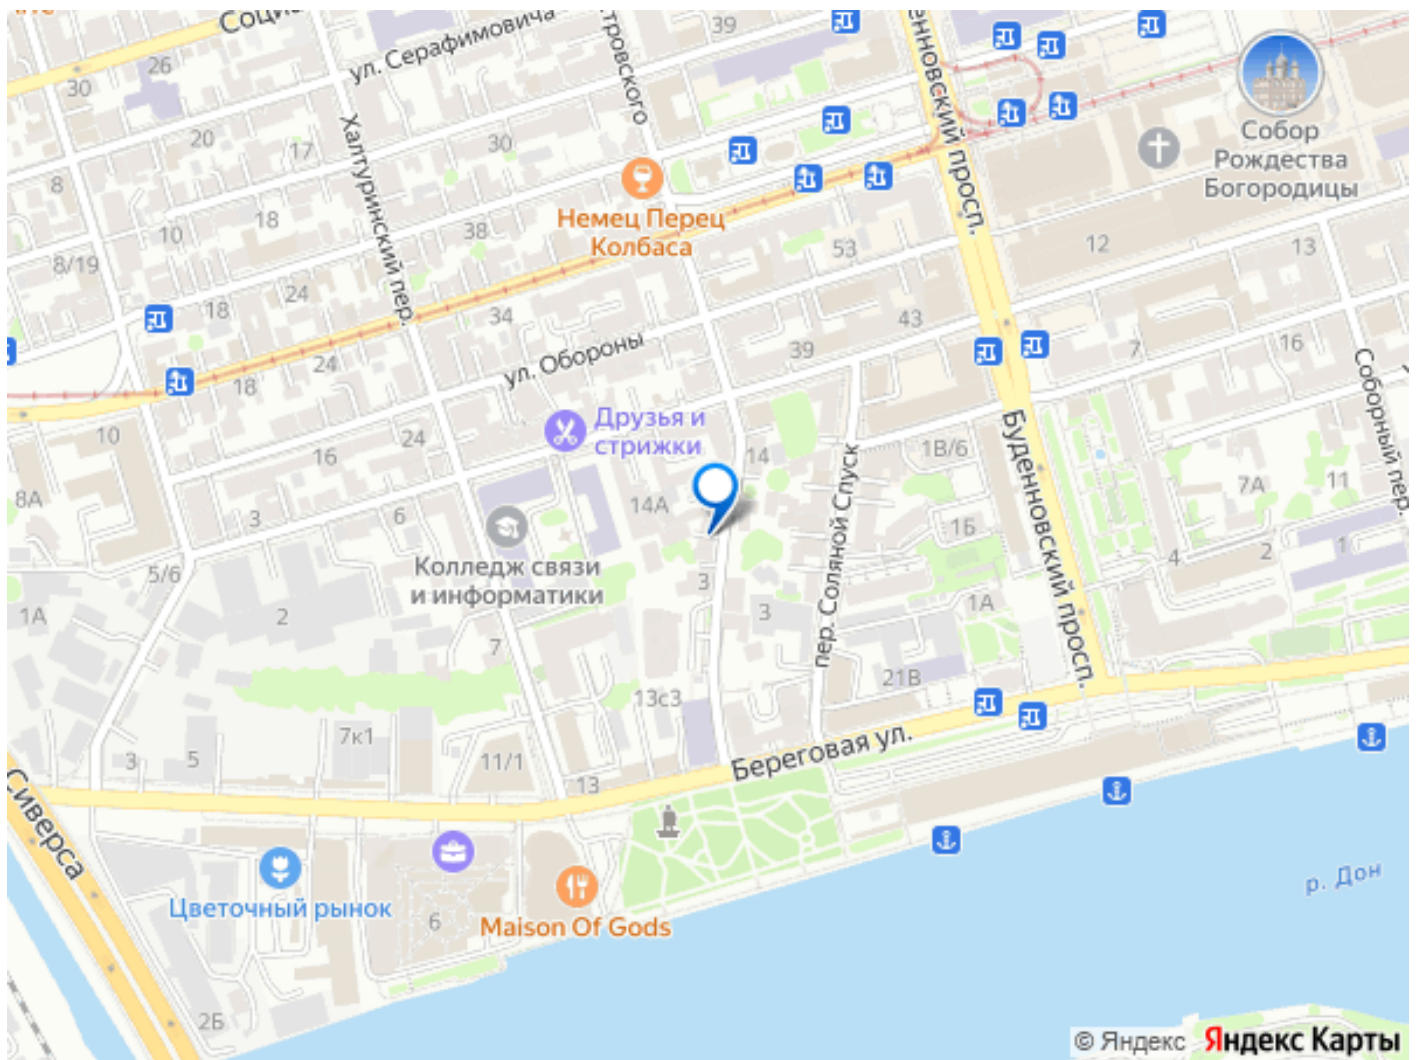 ул. Серафимовича
39
26
30
20
17
30
Халтуринский пер.
8
18
10
38
8/19
24
18
34
24
18
Немец Перец
Колбаса
53
12
13
Собор
Рождества
Богородицы
43
39
7
16
ул. Обороны
Друзья и
стрижки
10
24
16
8А
3
6
14А
14
1В/6
7А
11
Буденновский просп.
Соборный пер.
пер. Соляной Спуск
1Б
4
2
1
Колледж связи
и информатики
5/6
1А
2
3
3
1А
7
21В
13с3
7к1
5
3
11/1
13
Береговая ул.
Сиверса
Цветочный рынок
6
Maison Of Gods
р. Дон
2Б
© Яндекс Яндекс Карты